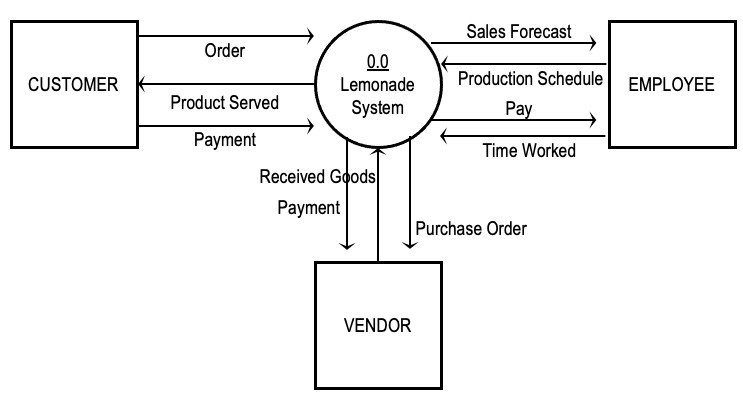 Sales Forecast
Order
0.0
CUSTOMER
Lemonade
System
Production Schedule
EMPLOYEE
Product Served
Pay
Payment
Time Worked
Received Goods
Payment
Purchase Order
VENDOR